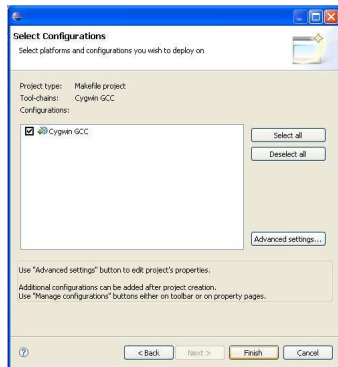 Select Configurations
Select platforms and configurations you wish to deploy on
Project type: Makefile project
Tool-chains: Cygwin GCC
Configurations:
Cygwin GCC
Select all
Deselect all
Advanced settings...
Use "Advanced settings" button to edit project's properties.
Additional configurations can be added after project creation.
Use "Manage configurations" buttons either on toolbar or on property pages.
?
< Back Next > Finish Cancel